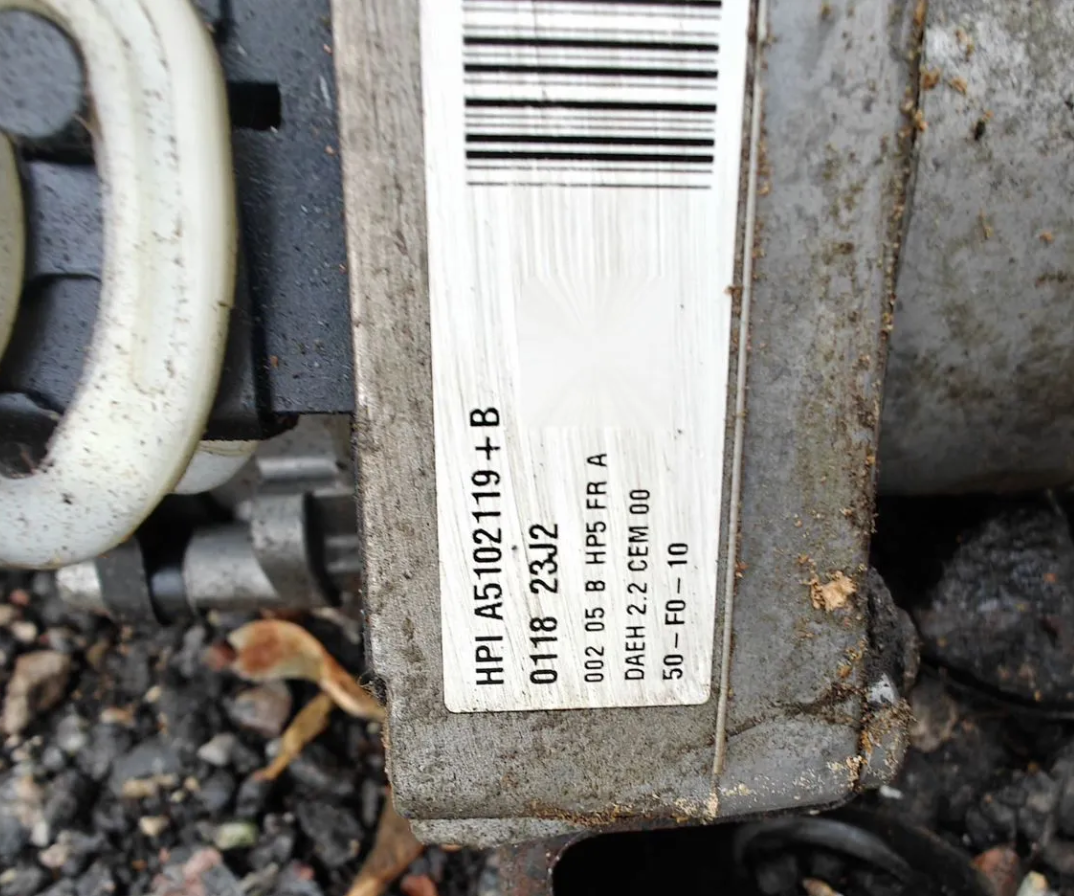 HPI A5102119+B
0118 23J2
002 05 B HP5 FR A
DAEH 2.2 CEM 00
50-F0-10